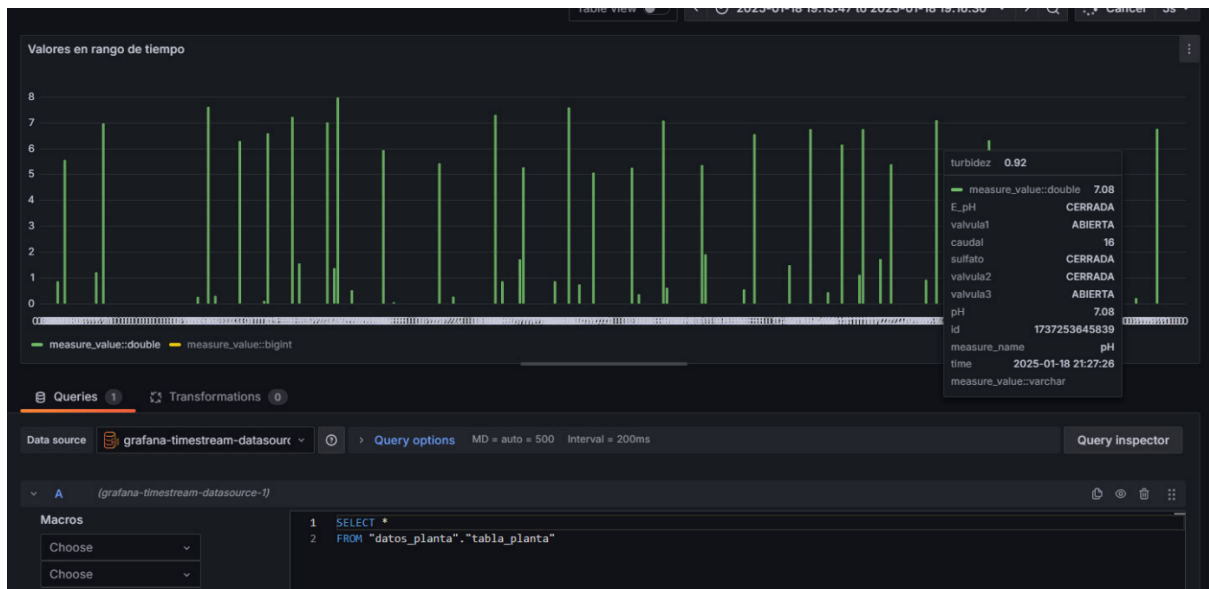 Table view 2025-01-18 19:13:47 to 2025-01-18 19:16:30 Cancel 5s
Valores en rango de tiempo
8
7
6
5
4
3
2
1
0
measure_value::double measure_value::bigint
turbidez 0.92
measure_value::double 7.08
E_pH CERRADA
valvula1 ABIERTA
caudal 16
sulfato CERRADA
valvula2 CERRADA
valvula3 ABIERTA
pH 7.08
id 1737253645839
measure_name pH
time 2025-01-18 21:27:26
measure_value::varchar
Queries 1 Transformations 0
Data source grafana-timestream-datasourc Query options MD = auto = 500 Interval = 200ms Query inspector
A (grafana-timestream-datasource-1)
Macros
Choose
Choose
1 SELECT *
2 FROM "datos_planta"."tabla_planta"